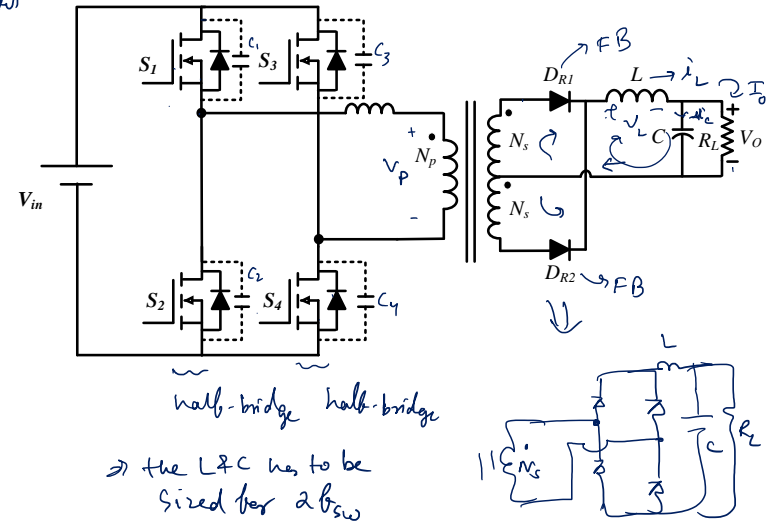 S1
C1
S3
C3
DR1
FB
L
iL
Io
+
Np
vp
-
Ns
Ns
+ VL -
C
RL
+
VO
-
Vin
S2
C2
S4
C4
DR2
FB
half-bridge half-bridge
⇒ the L&C has to be
Sized for 2fsw
Ns
L
C
RL